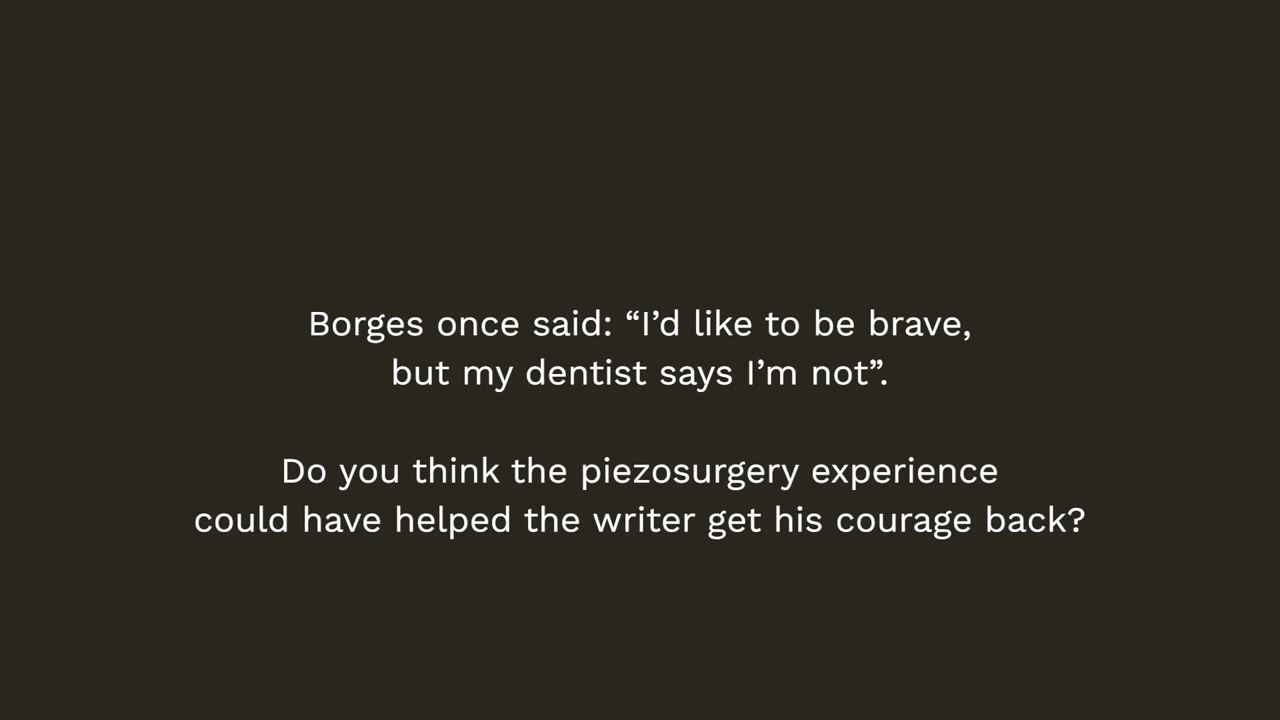 Borges once said: “I’d like to be brave,
but my dentist says I’m not”.
Do you think the piezosurgery experience
could have helped the writer get his courage back?